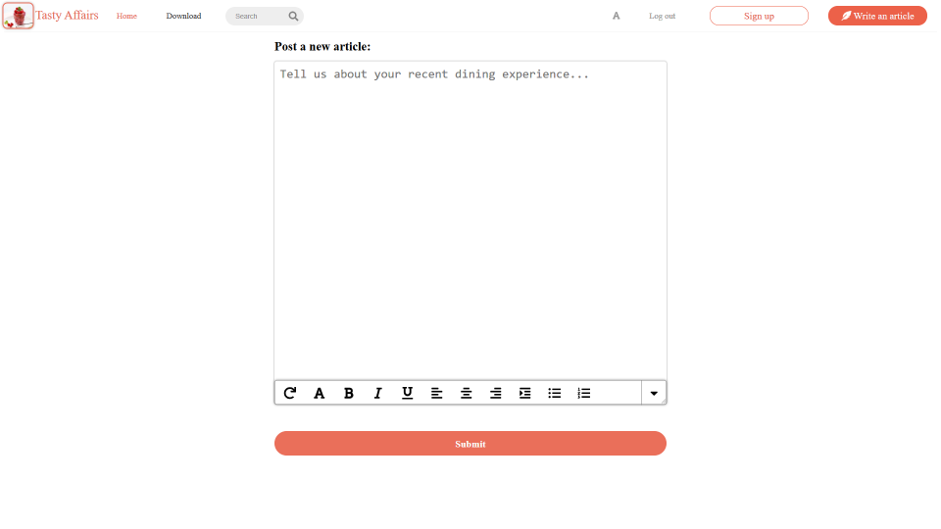 Tasty Affairs Home Download Search A Log out Sign up Write an article
Post a new article:
Tell us about your recent dining experience...
A B I U
Submit